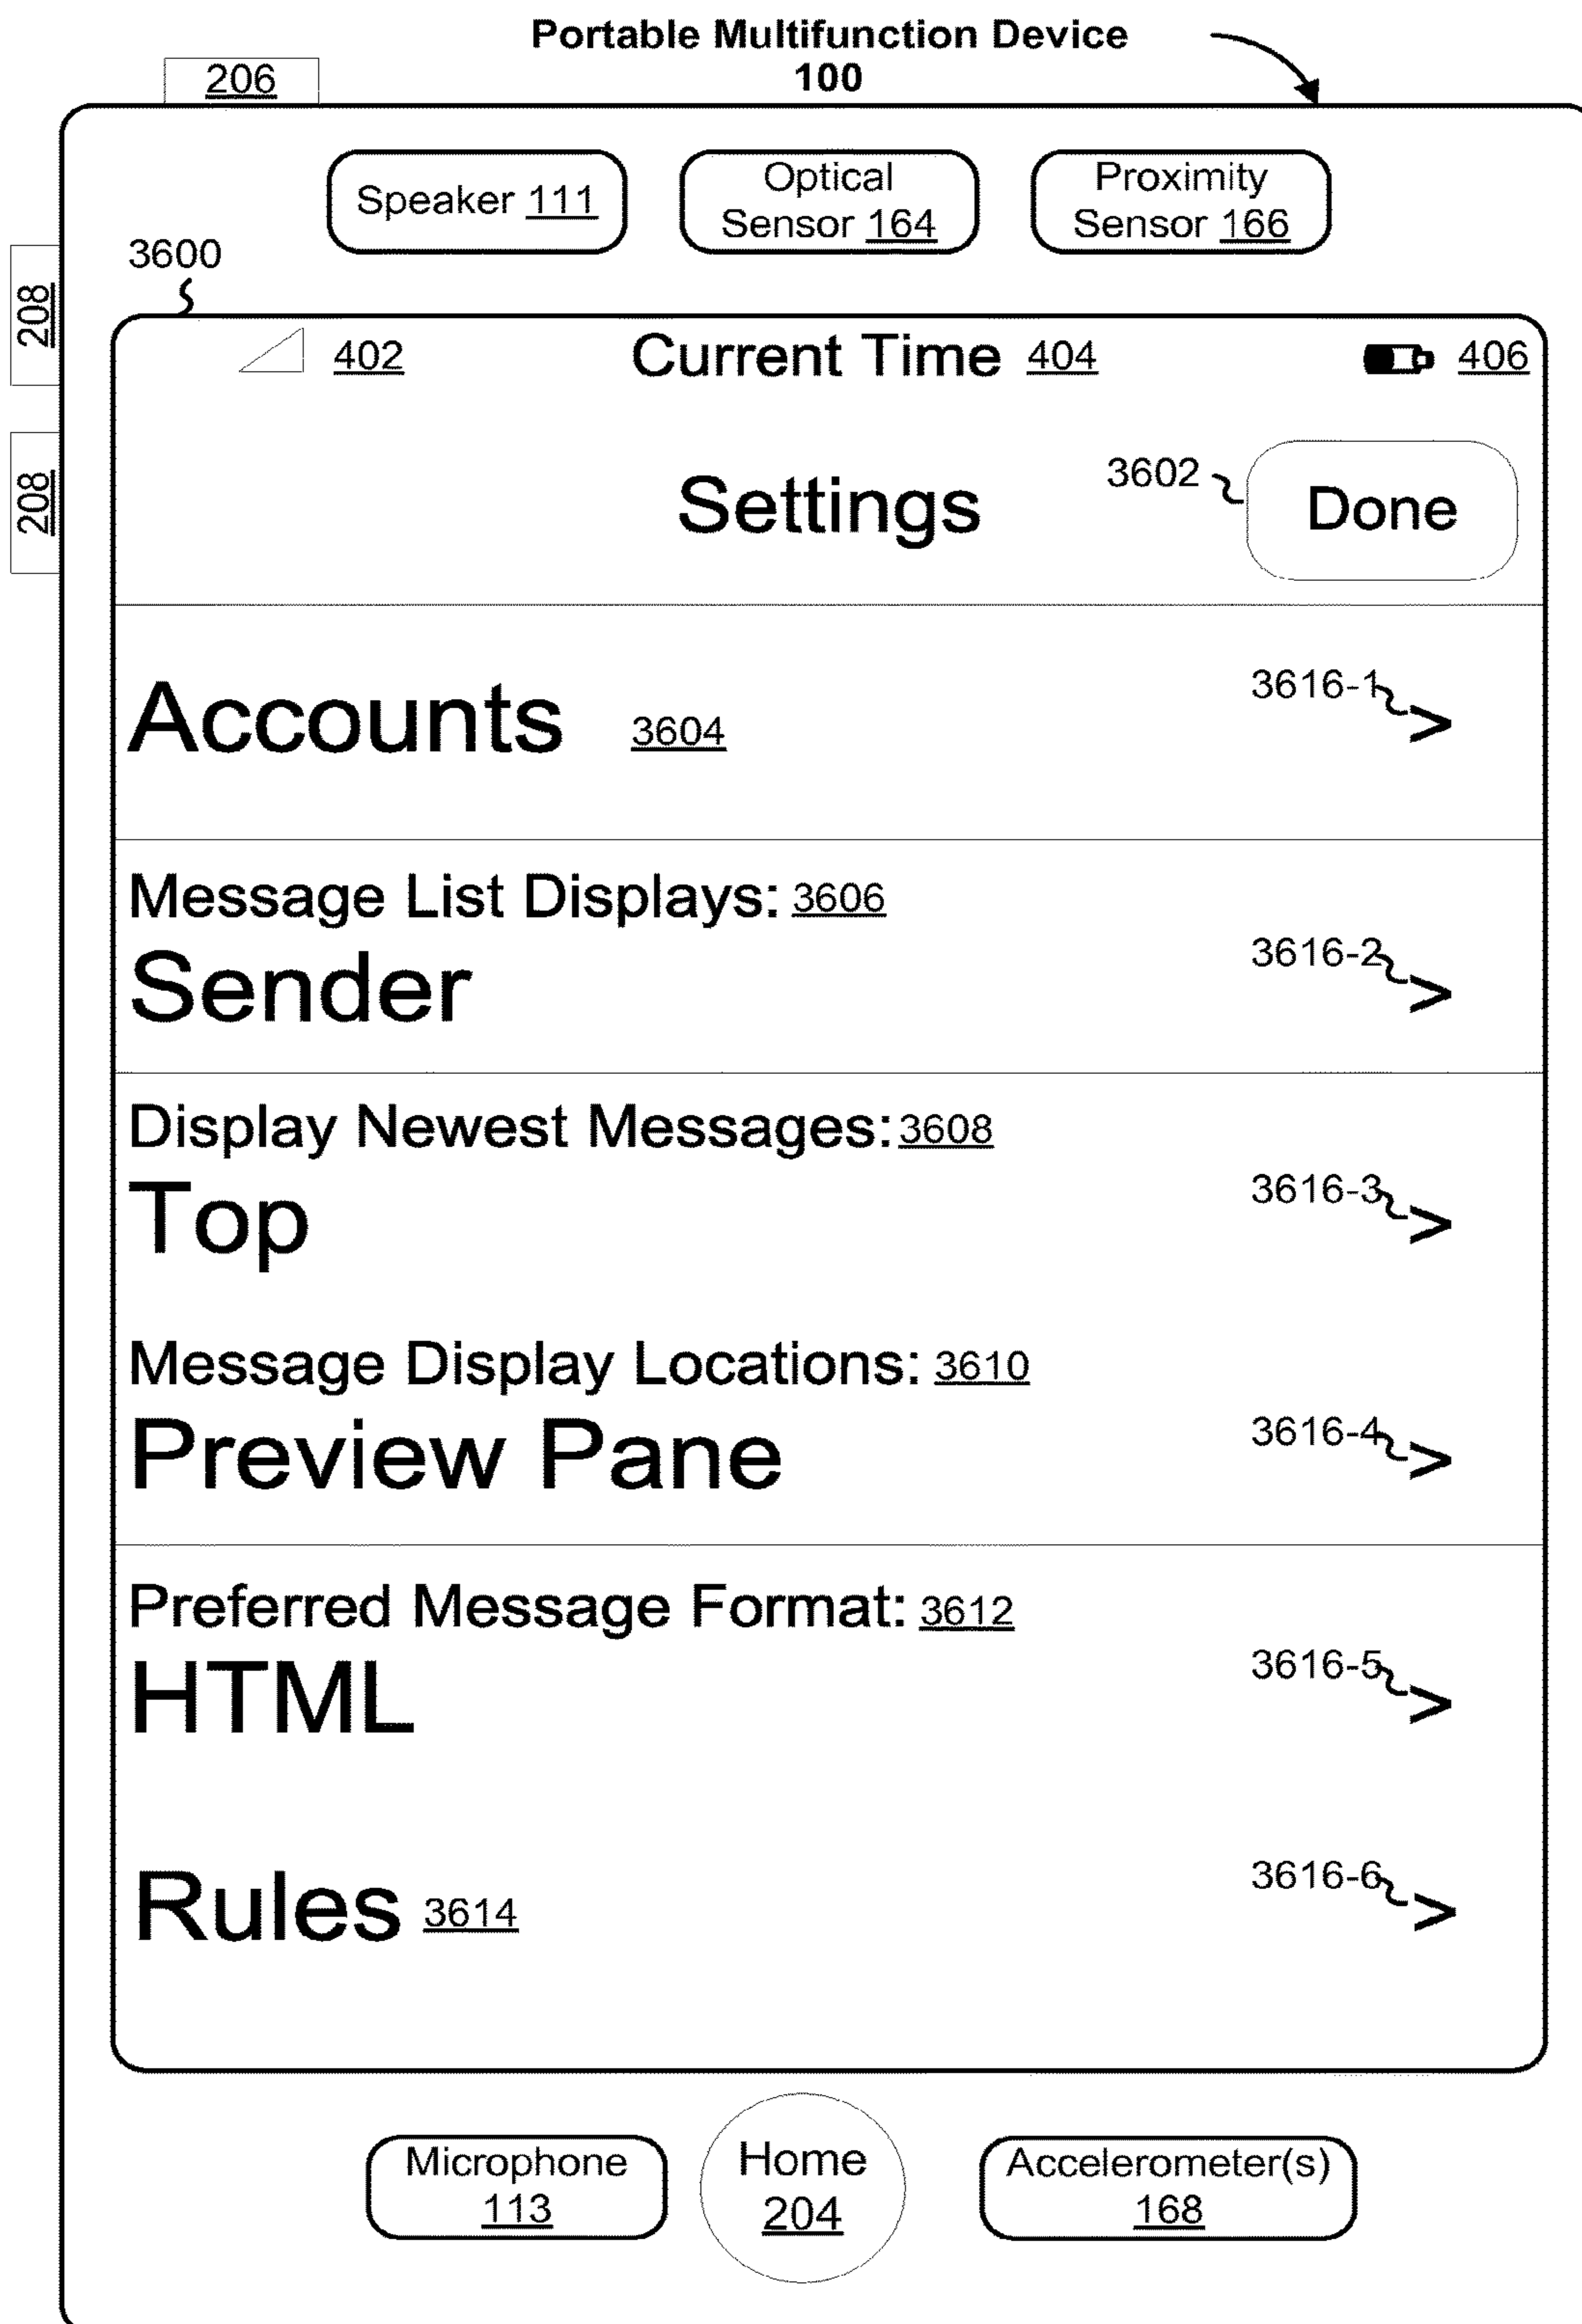 Portable Multifunction Device
100
206
Speaker 111
Optical
Sensor 164
Proximity
Sensor 166
3600
208
402
Current Time 404
406
208
Settings
3602
Done
Accounts 3604
3616-1
>
Message List Displays: 3606
Sender
3616-2
>
Display Newest Messages: 3608
Top
3616-3
>
Message Display Locations: 3610
Preview Pane
3616-4
>
Preferred Message Format: 3612
HTML
3616-5
>
Rules 3614
3616-6
>
Microphone
113
Home
204
Accelerometer(s)
168